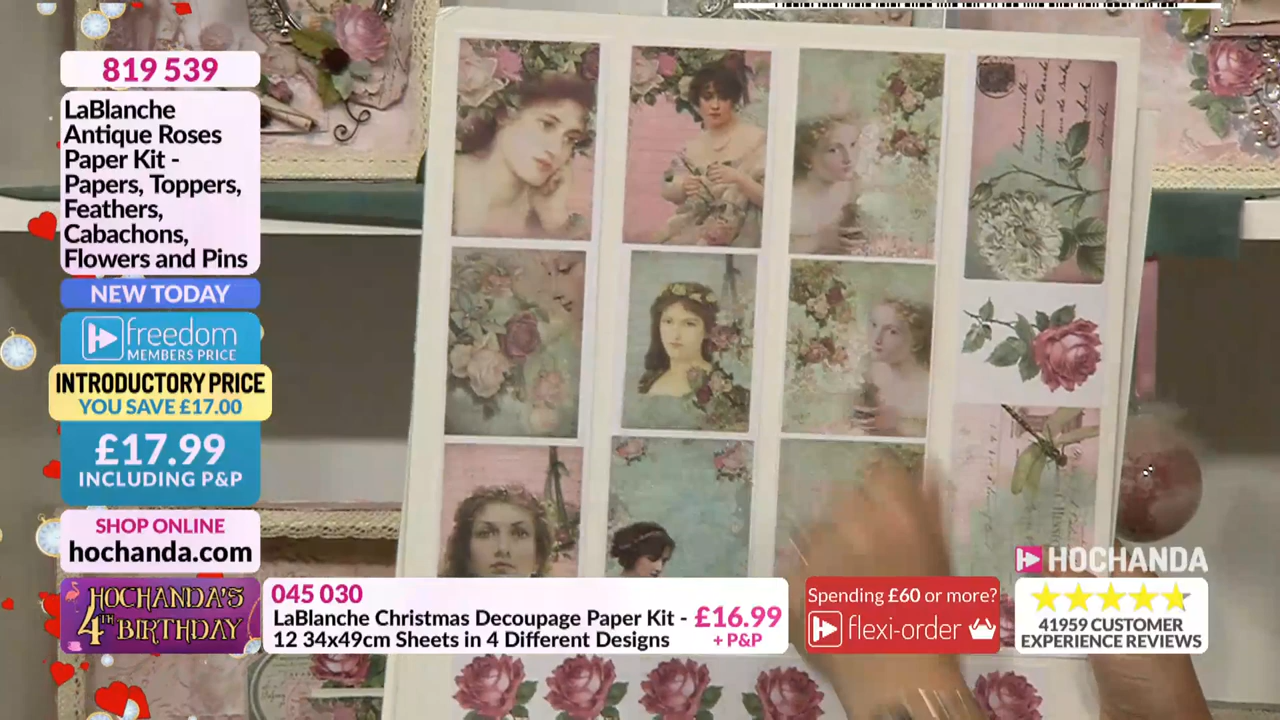 819 539
LaBlanche
Antique Roses
Paper Kit -
Papers, Toppers,
Feathers,
Cabachons,
Flowers and Pins
NEW TODAY
freedom
MEMBERS PRICE
INTRODUCTORY PRICE
YOU SAVE £17.00
£17.99
INCLUDING P&P
SHOP ONLINE
hochanda.com
HOCHANDA'S
4TH BIRTHDAY
045 030
LaBlanche Christmas Decoupage Paper Kit -
12 34x49cm Sheets in 4 Different Designs
£16.99
+ P&P
Spending £60 or more?
flexi-order
HOCHANDA
41959 CUSTOMER
EXPERIENCE REVIEWS